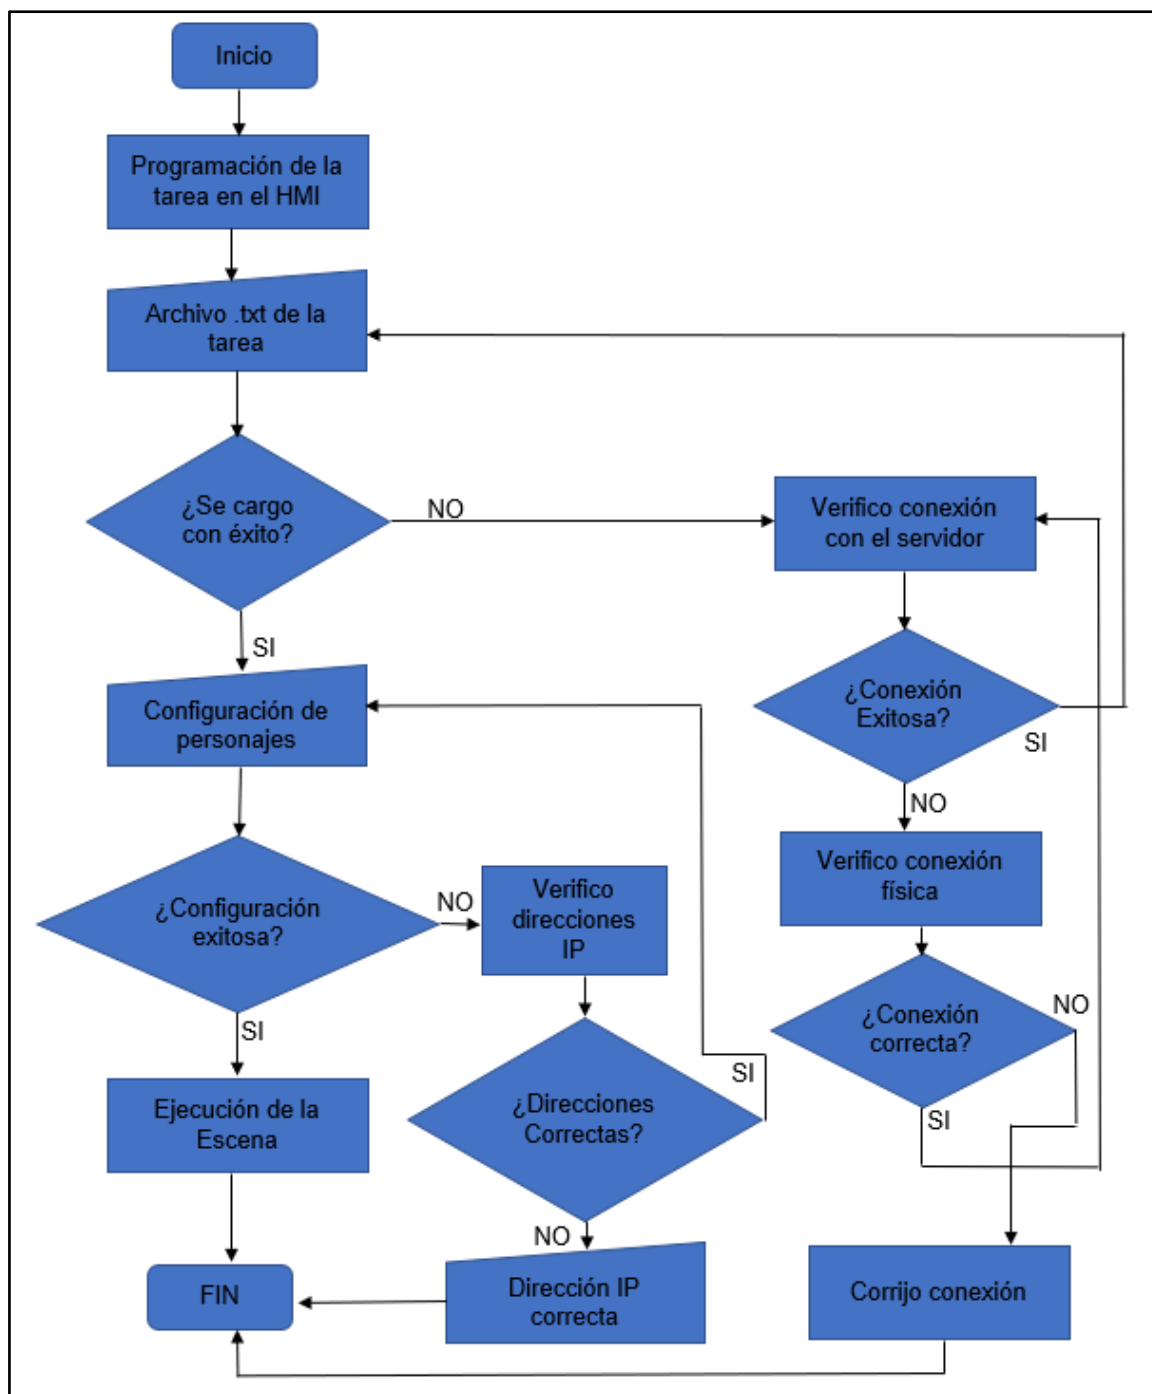 Inicio
Programación de la
tarea en el HMI
Archivo .txt de la
tarea
¿Se cargo
con éxito?
NO
SI
Verifico conexión
con el servidor
¿Conexión
Exitosa?
SI
NO
Configuración de
personajes
Verifico conexión
física
¿Configuración
exitosa?
NO
SI
Verifico
direcciones
IP
¿Conexión
correcta?
NO
SI
Ejecución de la
Escena
¿Direcciones
Correctas?
SI
NO
FIN
Dirección IP
correcta
Corrijo conexión